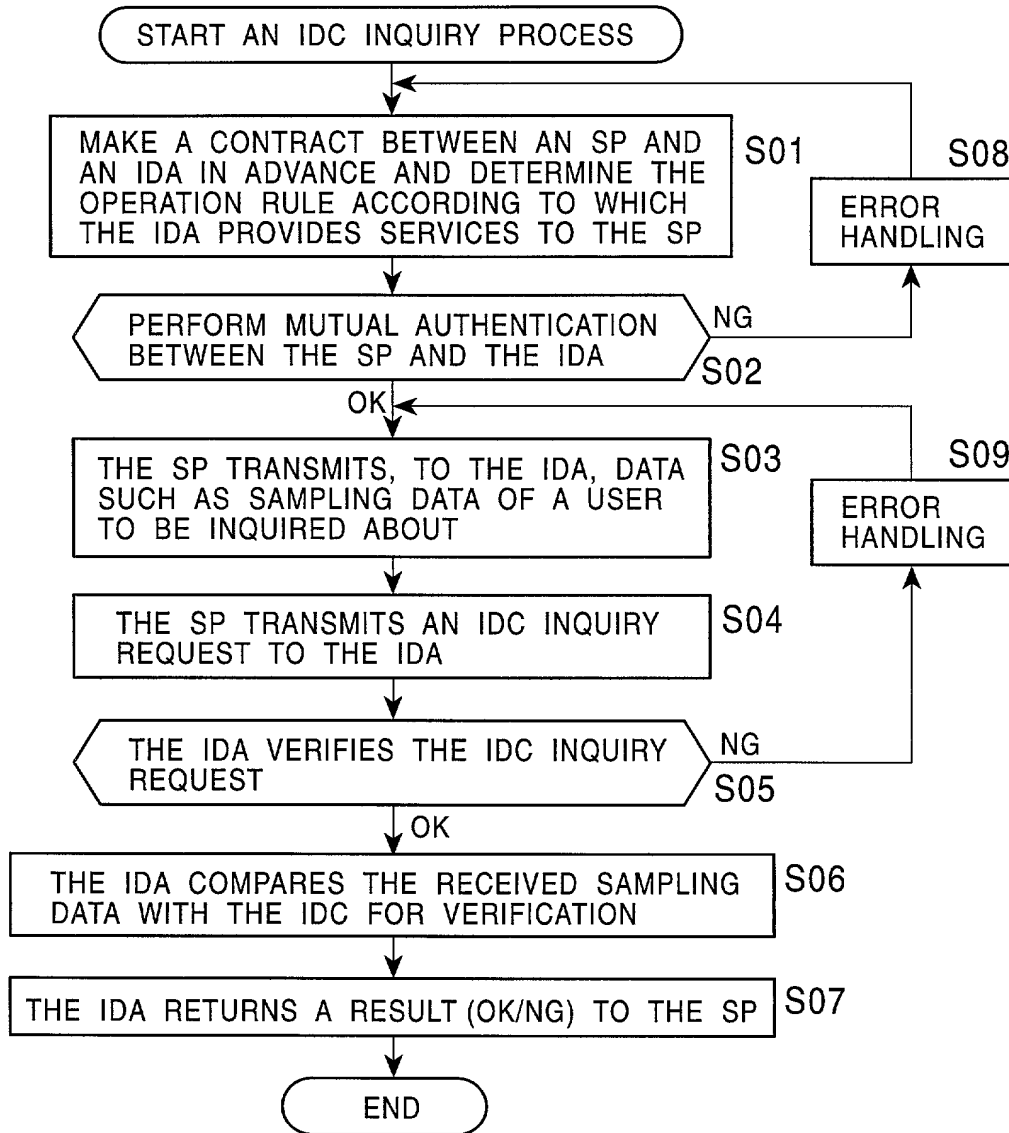 START AN IDC INQUIRY PROCESS
MAKE A CONTRACT BETWEEN AN SP AND
AN IDA IN ADVANCE AND DETERMINE THE
OPERATION RULE ACCORDING TO WHICH
THE IDA PROVIDES SERVICES TO THE SP
S01
S08
ERROR
HANDLING
PERFORM MUTUAL AUTHENTICATION
BETWEEN THE SP AND THE IDA
NG
S02
OK
THE SP TRANSMITS, TO THE IDA, DATA
SUCH AS SAMPLING DATA OF A USER
TO BE INQUIRED ABOUT
S03
S09
ERROR
HANDLING
THE SP TRANSMITS AN IDC INQUIRY
REQUEST TO THE IDA
S04
THE IDA VERIFIES THE IDC INQUIRY
REQUEST
NG
S05
OK
THE IDA COMPARES THE RECEIVED SAMPLING
DATA WITH THE IDC FOR VERIFICATION
S06
THE IDA RETURNS A RESULT (OK/NG) TO THE SP
S07
END